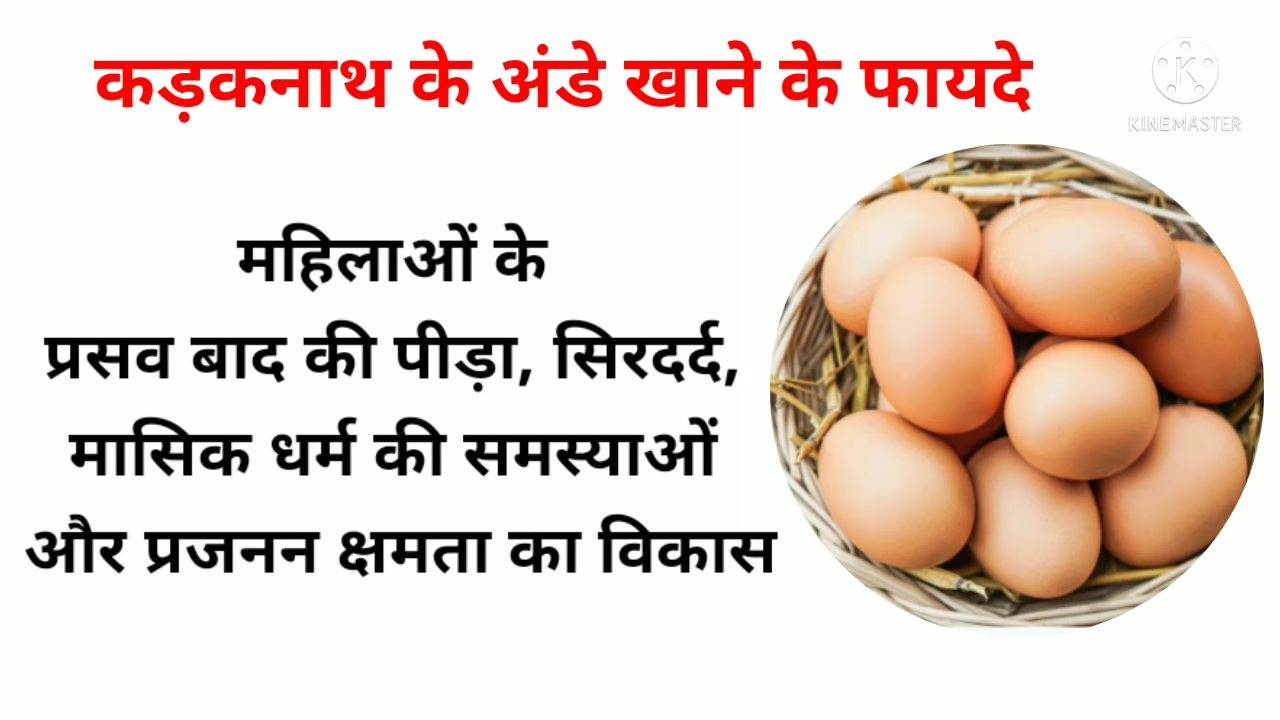 कड़कनाथ के अंडे खाने के फायदे
KINEMASTER
महिलाओं के
प्रसव बाद की पीड़ा, सिरदर्द,
मासिक धर्म की समस्याओं
और प्रजनन क्षमता का विकास